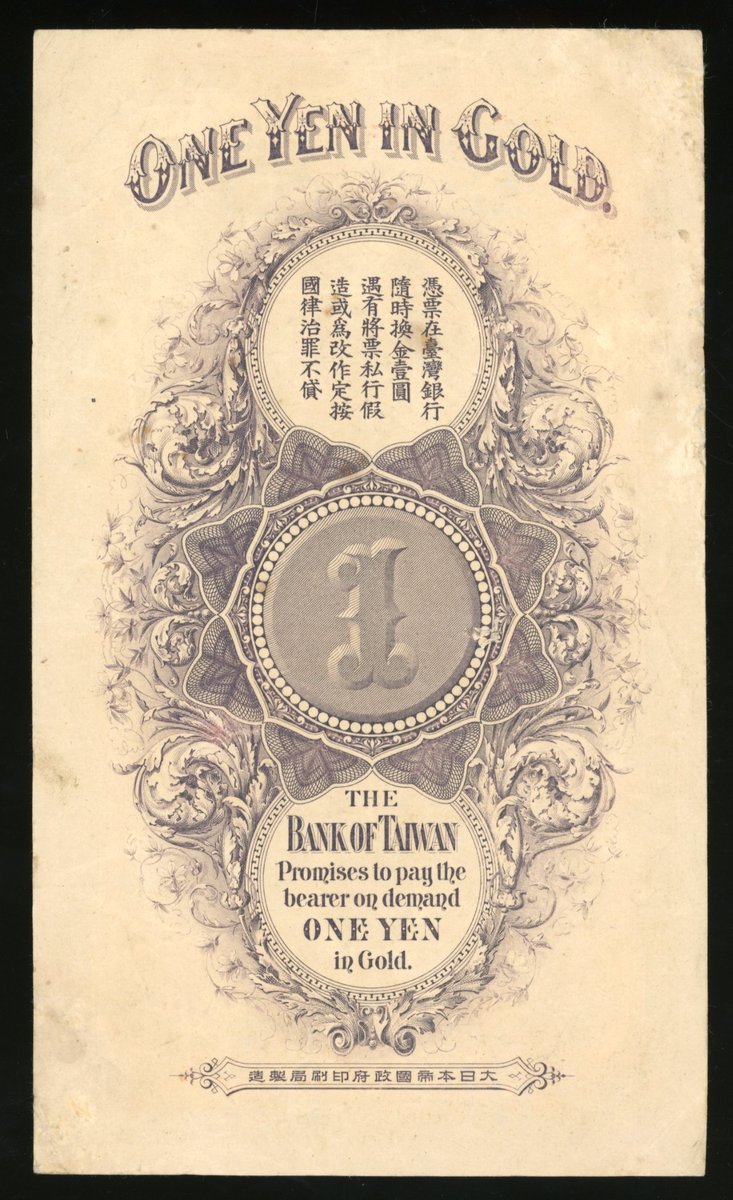 ONE YEN IN GOLD.
憑票在臺灣銀行
隨時換金壹圓
遇有將票私行假
造或爲改作定按
國律治罪不貸
1
THE
BANK OF TAIWAN
Promises to pay the
bearer on demand
ONE YEN
in Gold.
大日本帝國政府印刷局製造